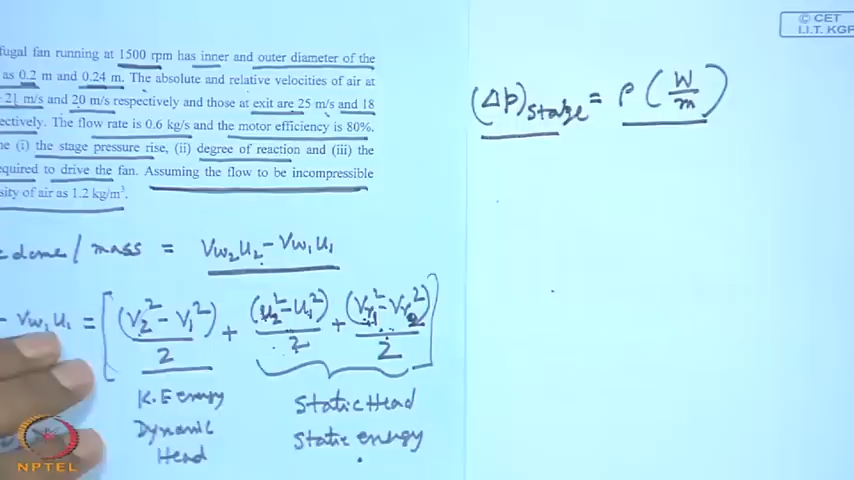 © CET
I.I.T. KGP
fugal fan running at 1500 rpm has inner and outer diameter of the
as 0.2 m and 0.24 m. The absolute and relative velocities of air at
21 m/s and 20 m/s respectively and those at exit are 25 m/s and 18
ectively. The flow rate is 0.6 kg/s and the motor efficiency is 80%.
ne (i) the stage pressure rise, (ii) degree of reaction and (iii) the
equired to drive the fan. Assuming the flow to be incompressible
sity of air as 1.2 kg/m³.
(Δp)stage = ρ (W/m)
done/mass = Vw₂u₂ - Vw₁u₁
- Vw₁u₁ = [(V₂² - V₁²)/2 + (u₂² - u₁²)/2 + (Vr₁² - Vr₂²)/2]
K.E energy Static Head
Dynamic Static energy
Head
NPTEL